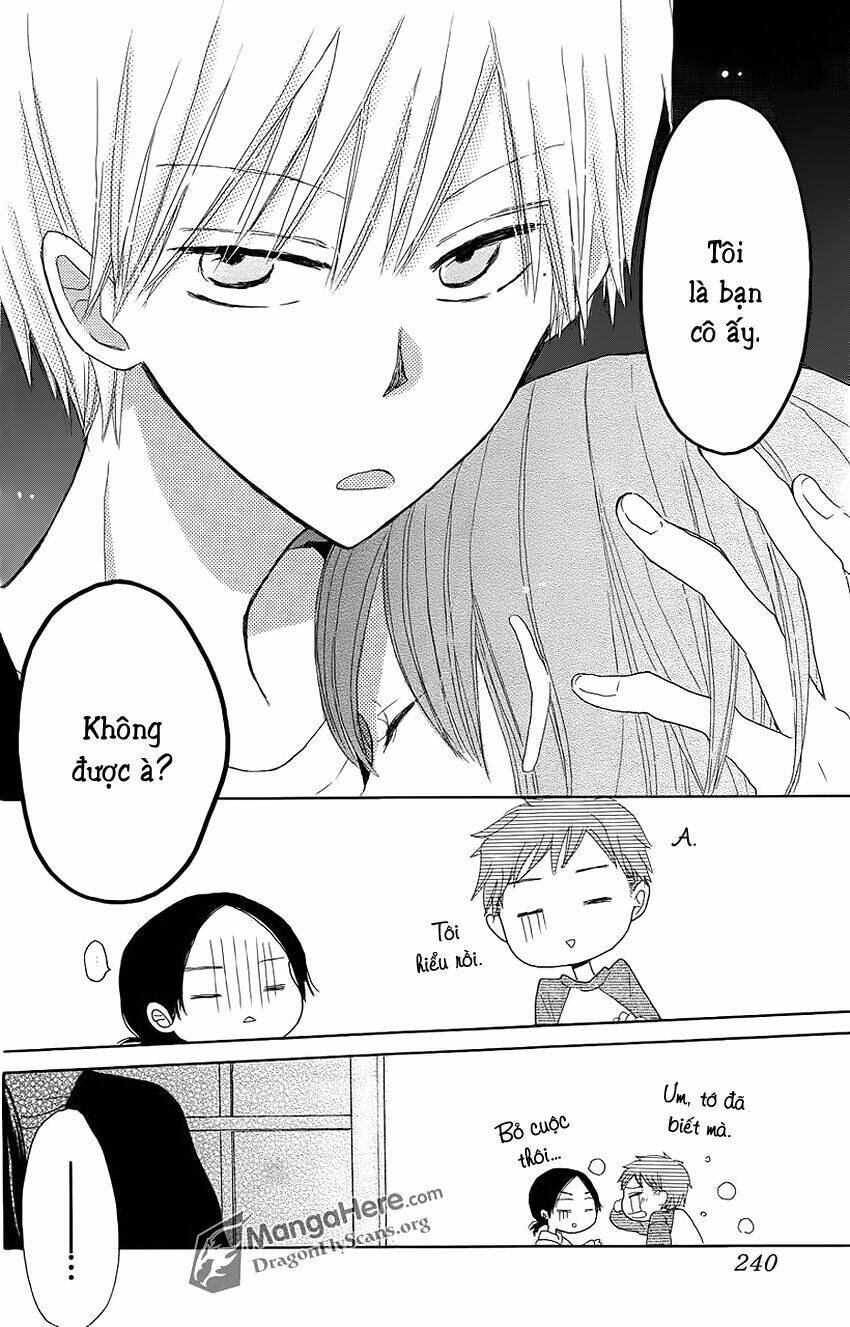 Tôi
là bạn
cô ấy.
Không
được à?
A.
Tôi
hiểu rồi.
Bỏ cuộc
thôi...
Um, tớ đã
biết mà.
MangaHere.com
DragonFlyScans.org
240